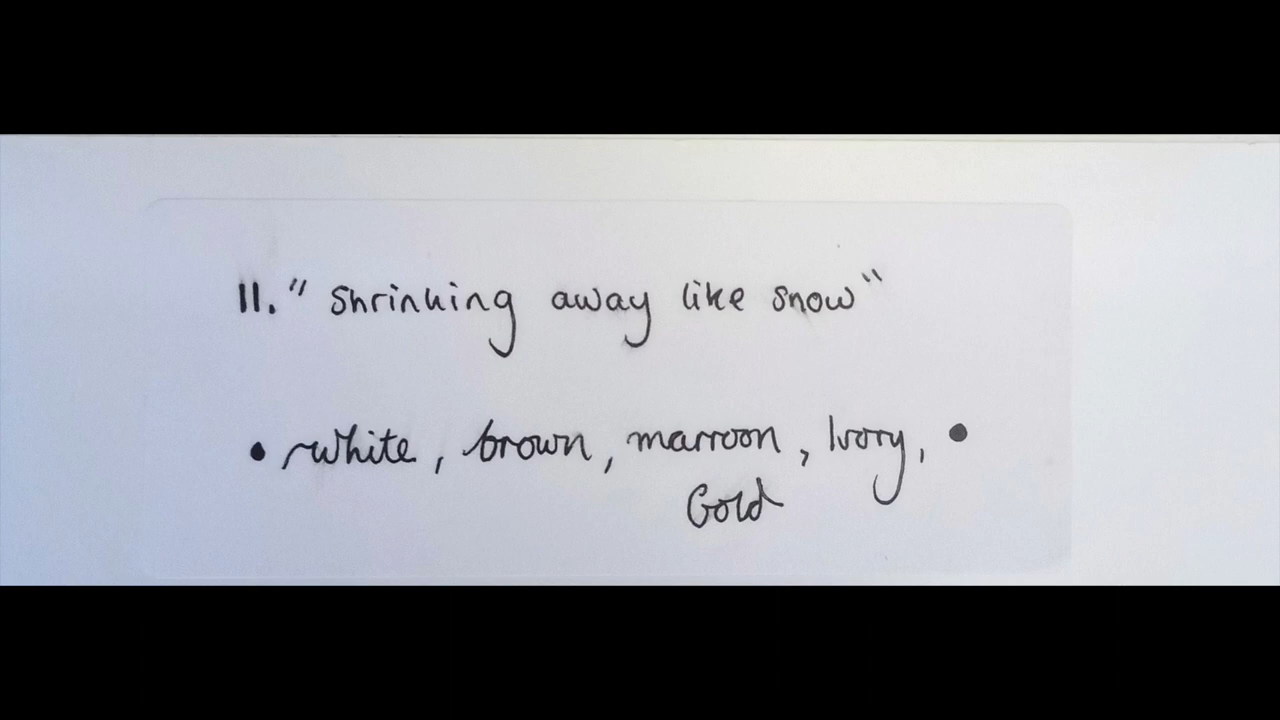 11. "Shrinking away like snow"
• white, brown, marroon, Ivory, •
Gold